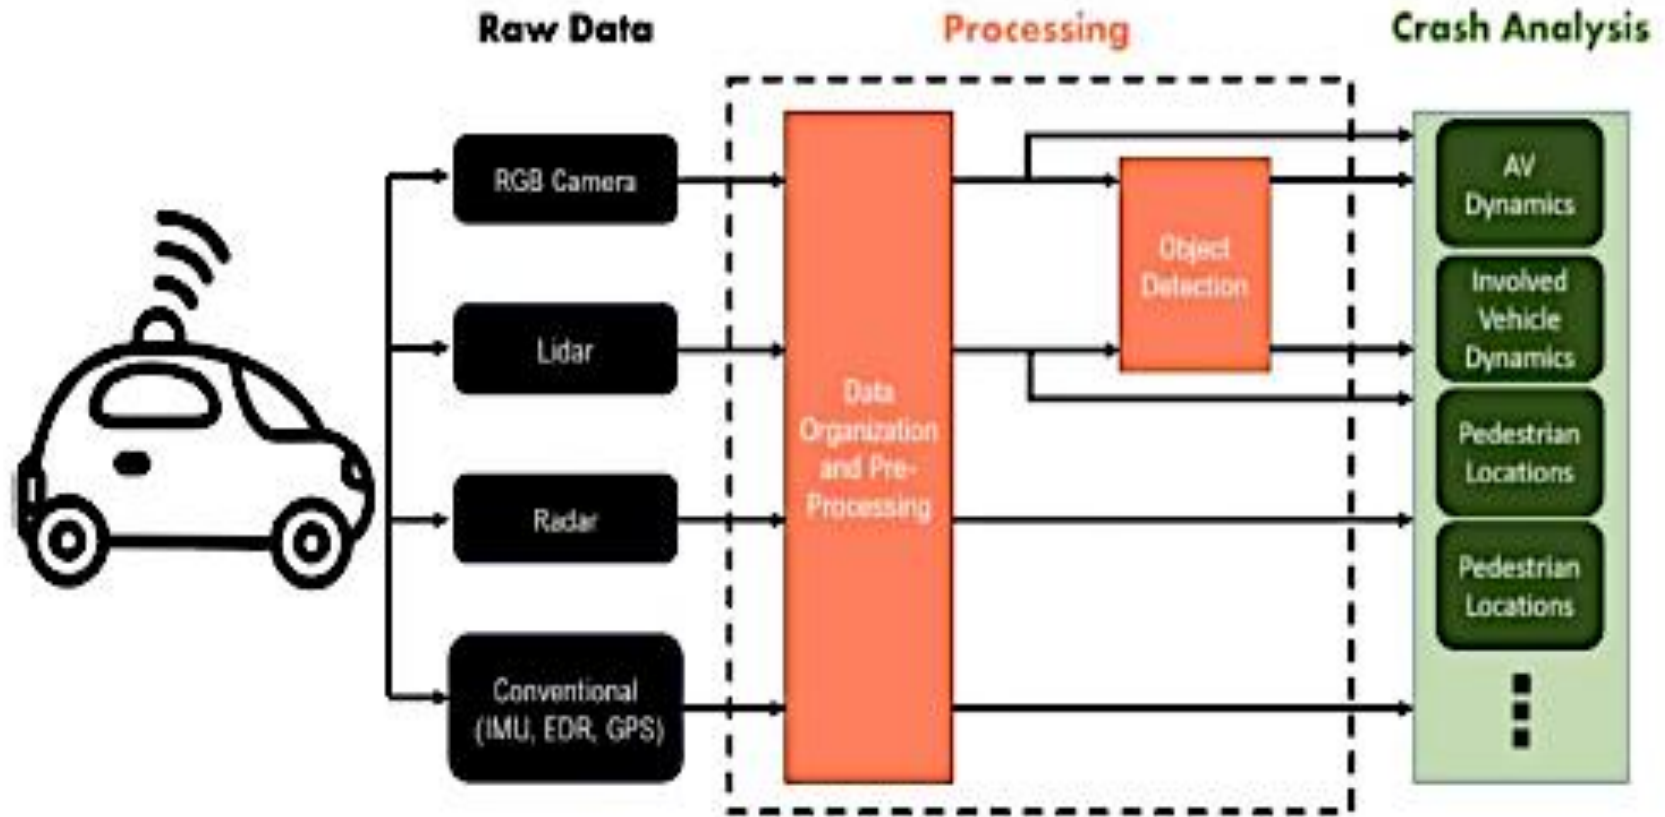 Raw Data
Processing
Crash Analysis
RGB Camera
Lidar
Radar
Conventional
(IMU, EDR, GPS)
Data
Organization
and Pre-
Processing
Object
Detection
AV
Dynamics
Involved
Vehicle
Dynamics
Pedestrian
Locations
Pedestrian
Locations